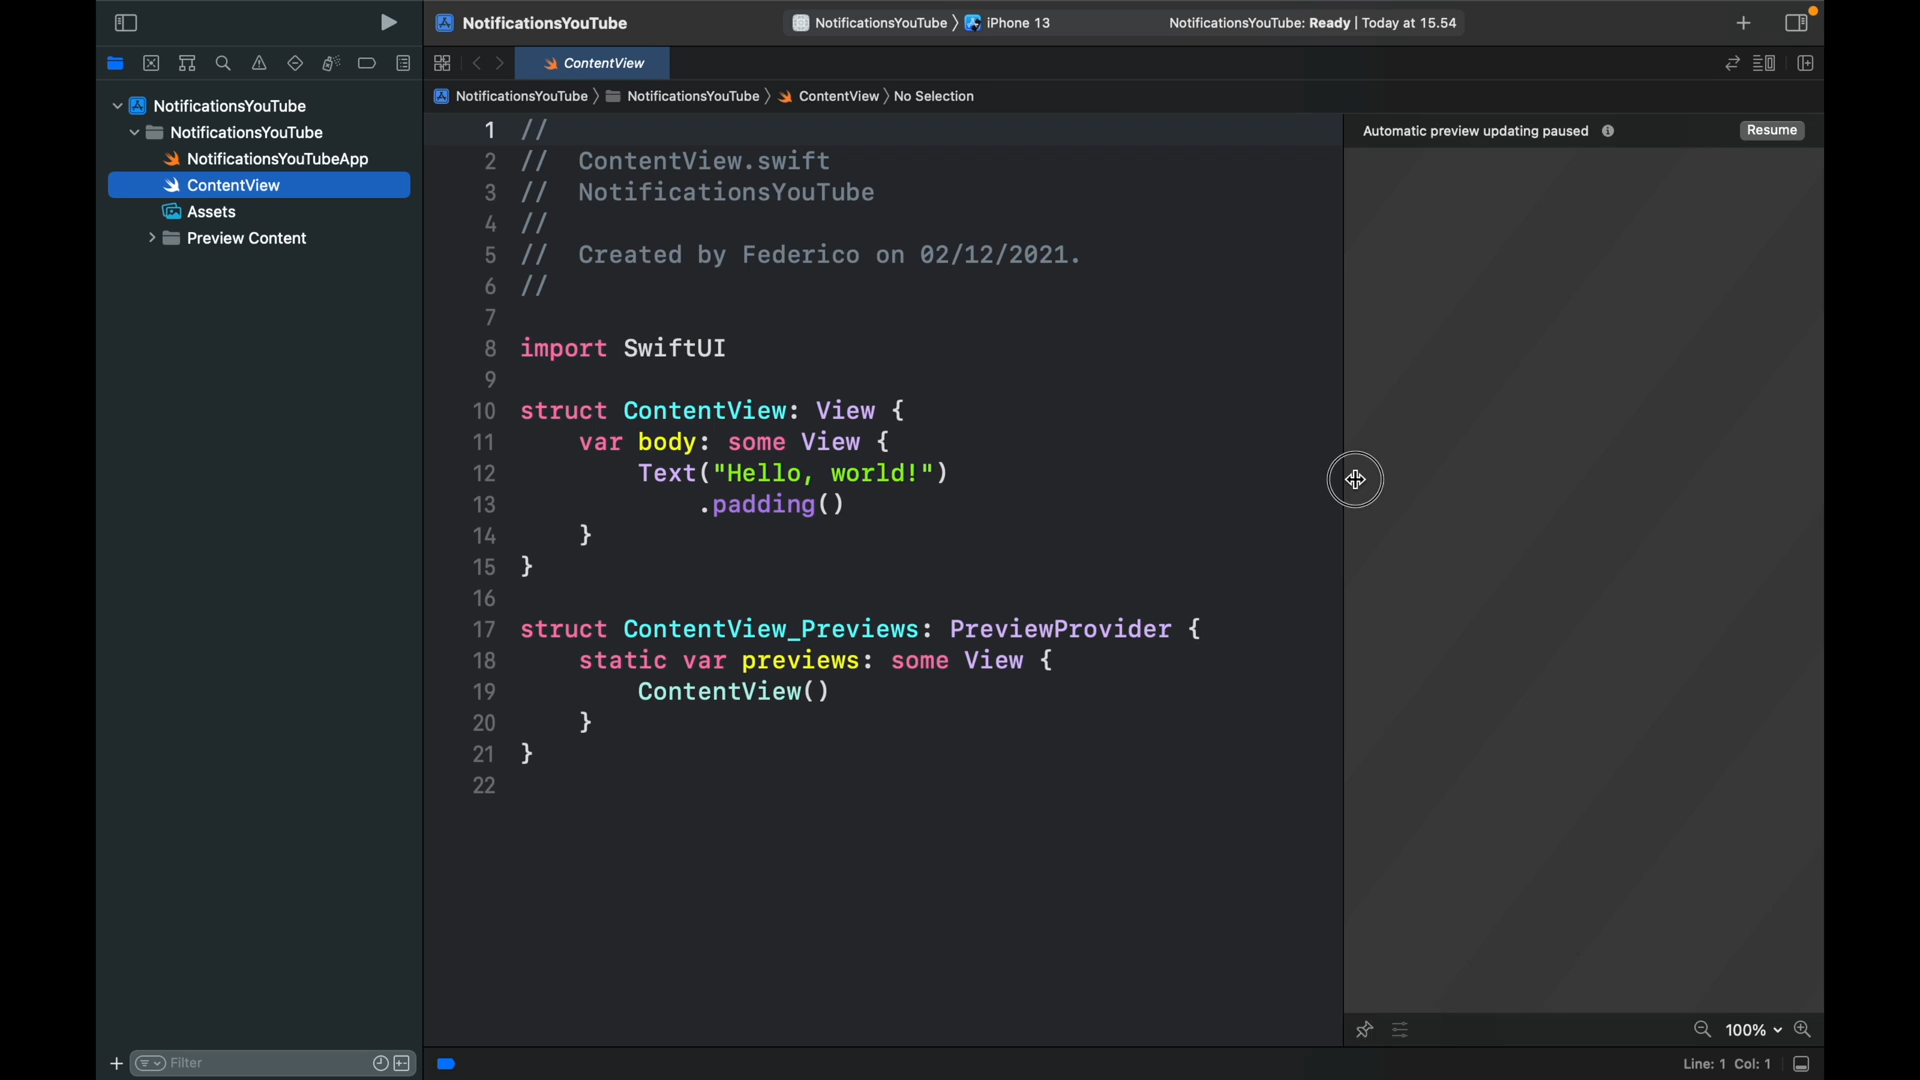 NotificationsYouTube
NotificationsYouTube 〉 iPhone 13
NotificationsYouTube: Ready | Today at 15.54
ContentView
NotificationsYouTube 〉 NotificationsYouTube 〉 ContentView 〉 No Selection
NotificationsYouTube
NotificationsYouTube
NotificationsYouTubeApp
ContentView
Assets
Preview Content
Filter
1 //
2 //  ContentView.swift
3 //  NotificationsYouTube
4 //
5 //  Created by Federico on 02/12/2021.
6 //
7
8 import SwiftUI
9
10 struct ContentView: View {
11     var body: some View {
12         Text("Hello, world!")
13             .padding()
14     }
15 }
16
17 struct ContentView_Previews: PreviewProvider {
18     static var previews: some View {
19         ContentView()
20     }
21 }
22
Automatic preview updating paused
Resume
100%
Line: 1 Col: 1